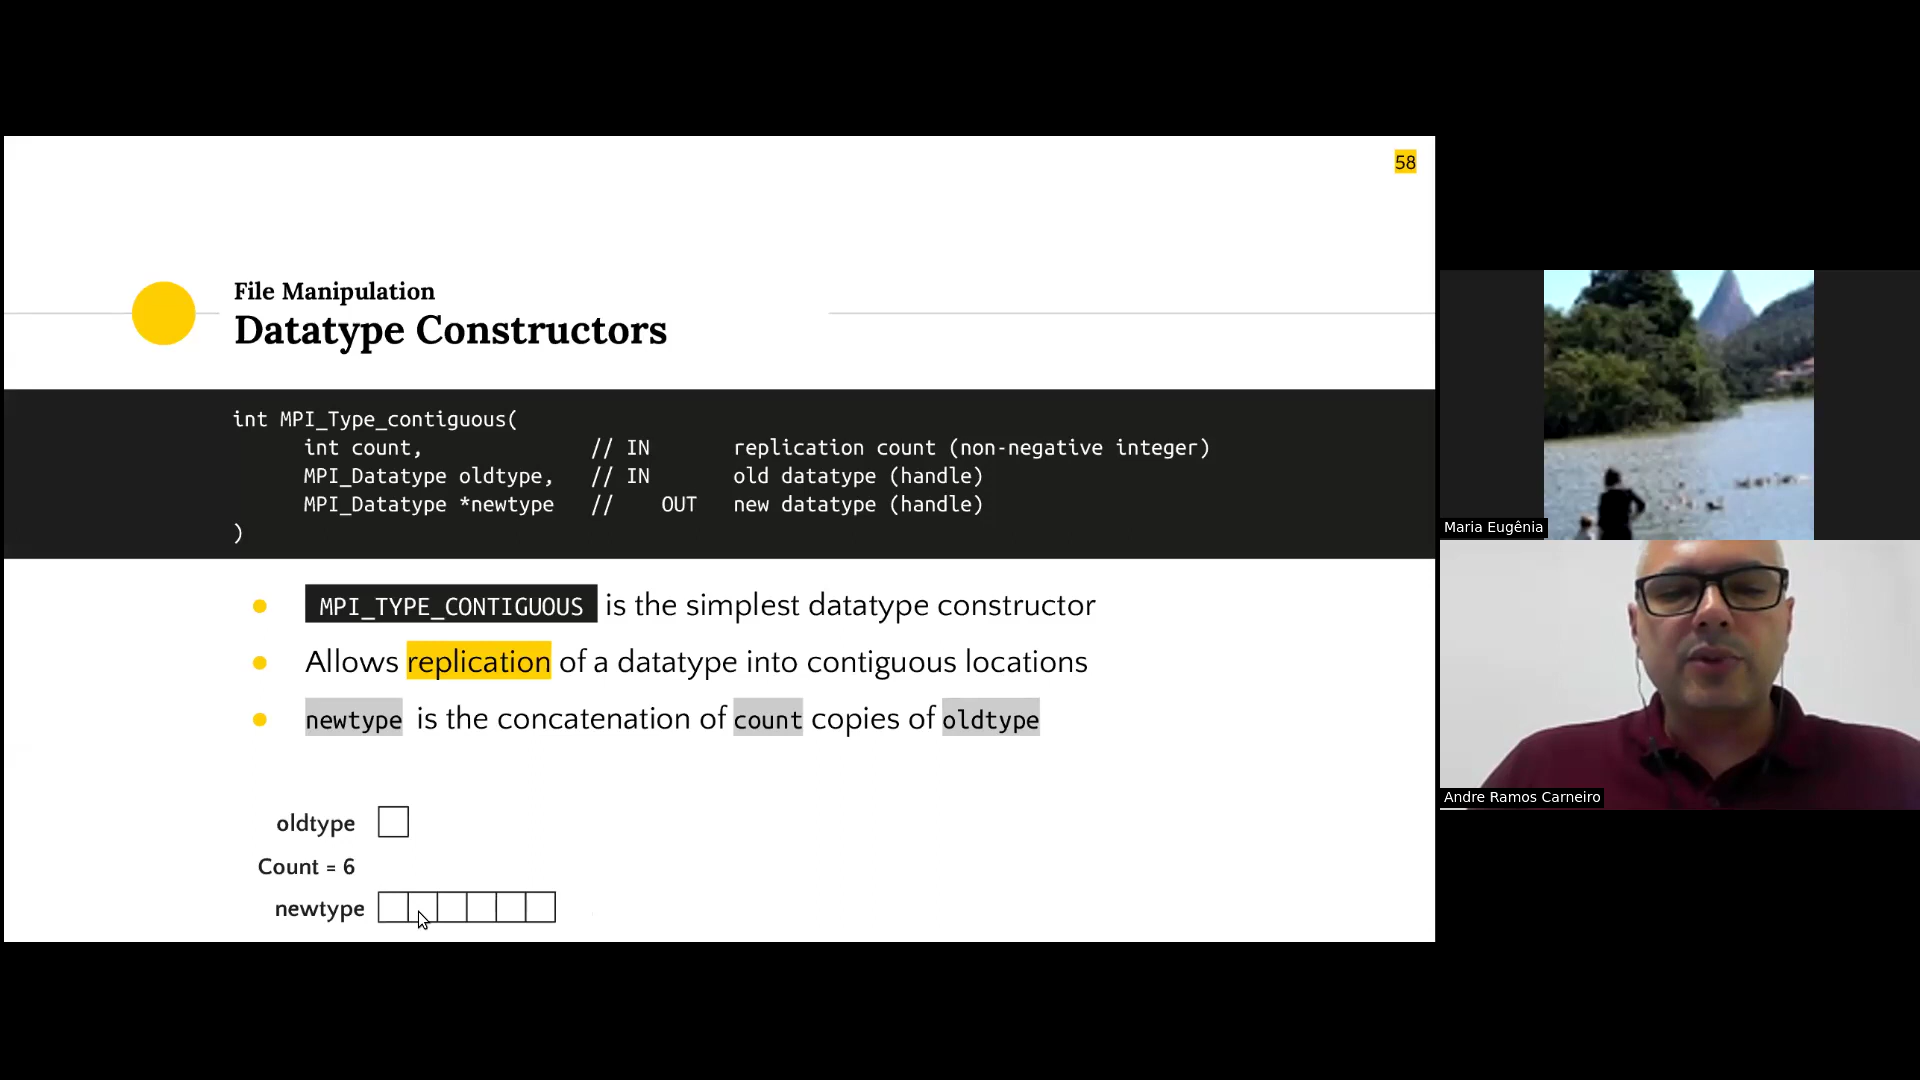 58
File Manipulation
Datatype Constructors
int MPI_Type_contiguous(
int count, // IN replication count (non-negative integer)
MPI_Datatype oldtype, // IN old datatype (handle)
MPI_Datatype *newtype // OUT new datatype (handle)
)
MPI_TYPE_CONTIGUOUS is the simplest datatype constructor
Allows replication of a datatype into contiguous locations
newtype is the concatenation of count copies of oldtype
oldtype
Count = 6
newtype
Maria Eugênia
Andre Ramos Carneiro